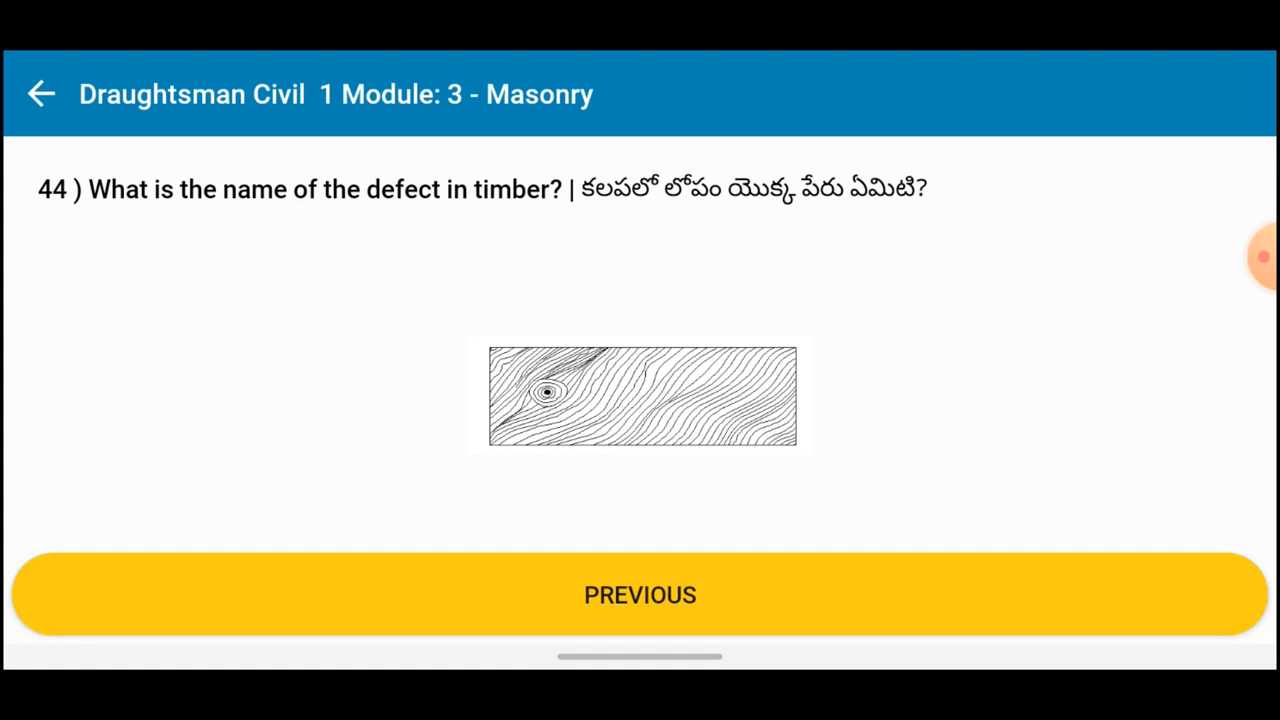 Draughtsman Civil 1 Module: 3 - Masonry
44 ) What is the name of the defect in timber? | కలపలో లోపం యొక్క పేరు ఏమిటి?
PREVIOUS